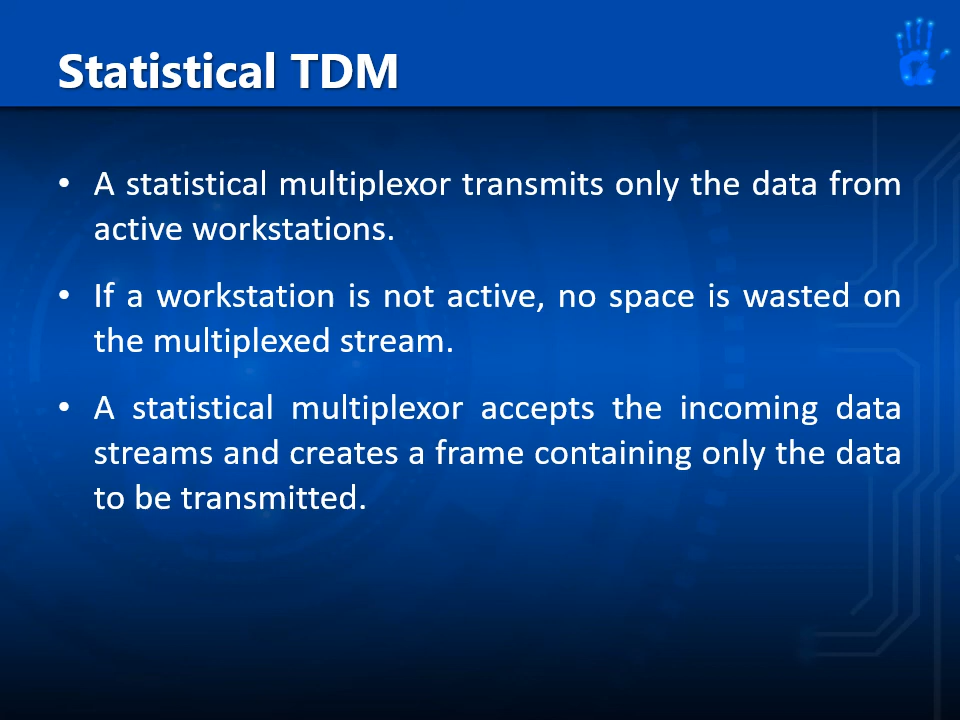 Statistical TDM
• A statistical multiplexor transmits only the data from
active workstations.
• If a workstation is not active, no space is wasted on
the multiplexed stream.
• A statistical multiplexor accepts the incoming data
streams and creates a frame containing only the data
to be transmitted.